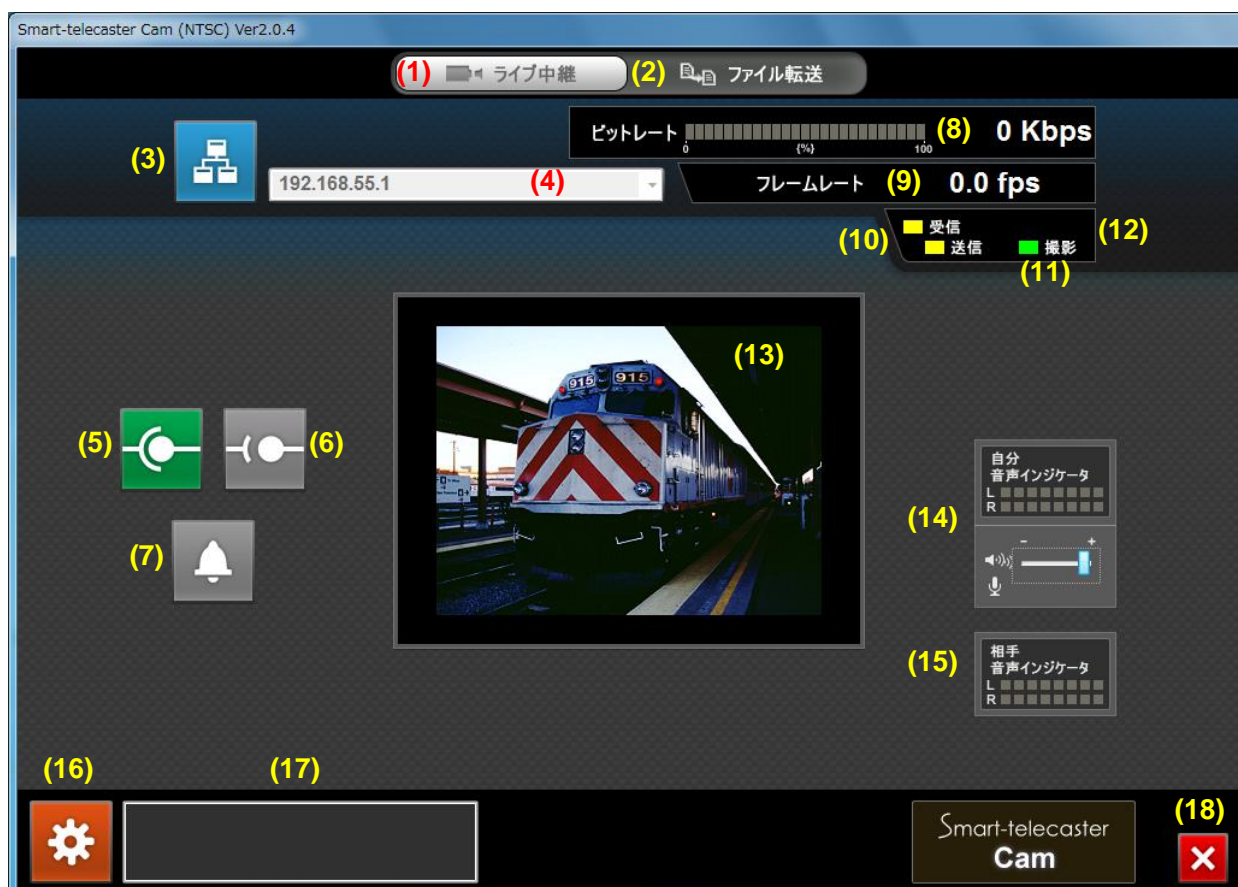 Smart-telecaster Cam (NTSC) Ver2.0.4
(1) ライブ中継 (2) ファイル転送
ビットレート 0 {%} 100 (8) 0 Kbps
(3)
192.168.55.1 (4)
フレームレート (9) 0.0 fps
(10) 受信 (12)
送信 撮影
(11)
(13)
915 915
(5) (6)
(7)
自分
音声インジケータ
L
R
(14)
- +
相手
(15) 音声インジケータ
L
R
(16) (17)
(18)
Smart-telecaster
Cam